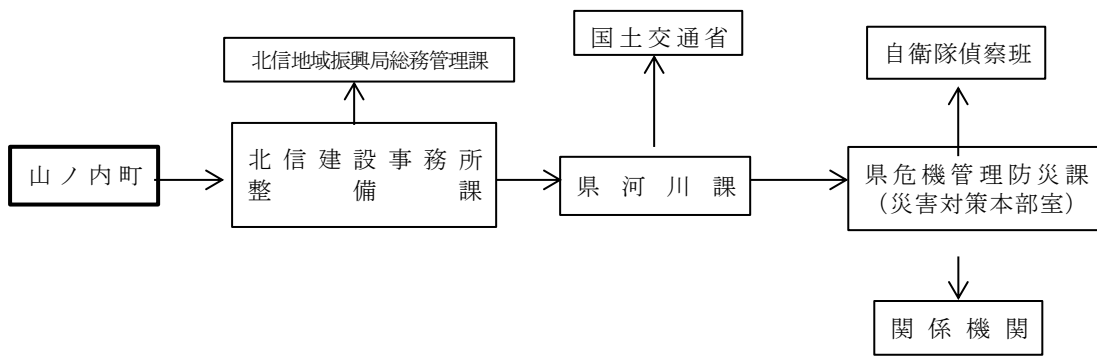 国土交通省
自衛隊偵察班
北信地域振興局総務管理課
山ノ内町
北信建設事務所
整備課
県河川課
県危機管理防災課
（災害対策本部室）
関係機関